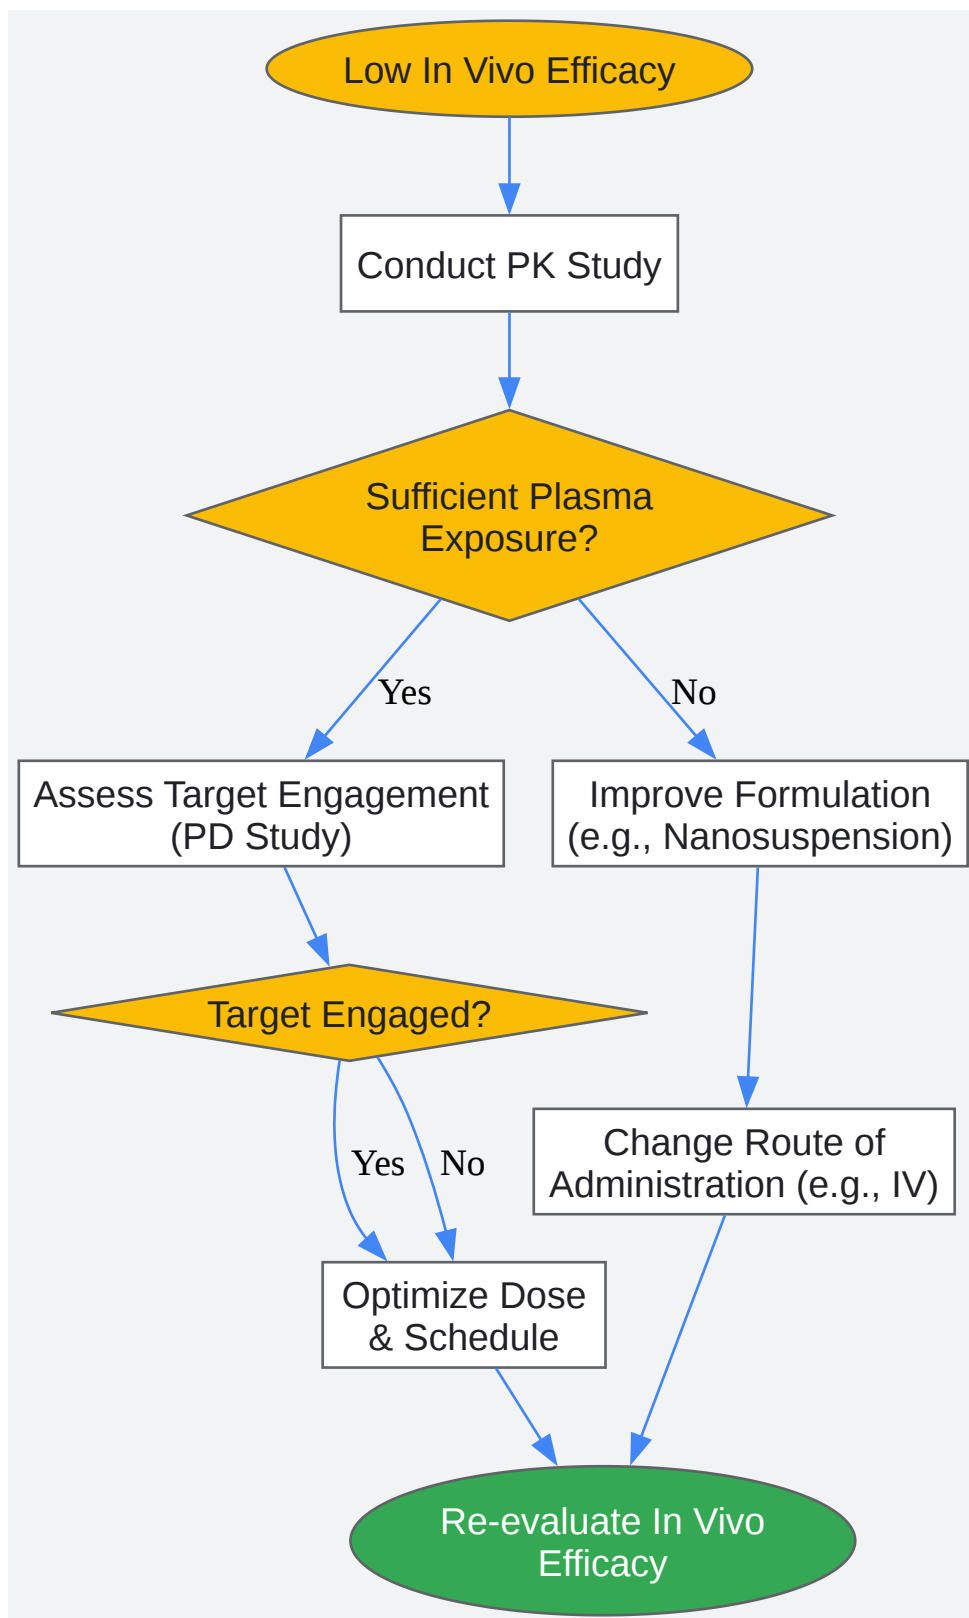 Low In Vivo Efficacy
Conduct PK Study
Sufficient Plasma
Exposure?
Yes
No
Assess Target Engagement
(PD Study)
Improve Formulation
(e.g., Nanosuspension)
Target Engaged?
Change Route of
Administration (e.g., IV)
Yes
No
Optimize Dose
& Schedule
Re-evaluate In Vivo
Efficacy